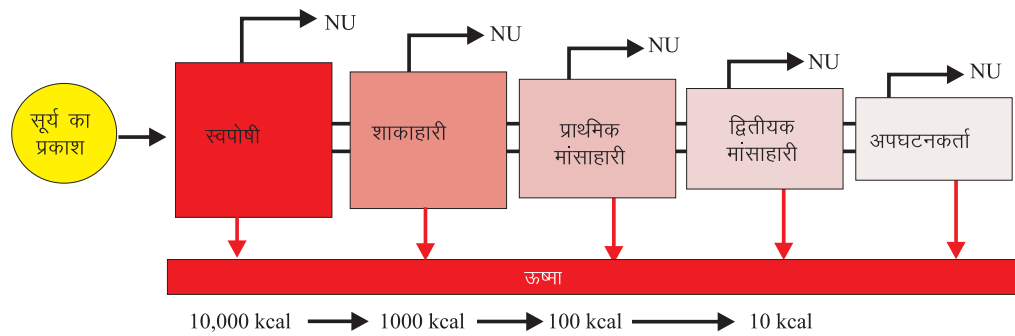 NU
NU
NU
NU
NU
सूर्य का
प्रकाश
स्वपोषी
शाकाहारी
प्राथमिक
मांसाहारी
द्वितीयक
मांसाहारी
अपघटनकर्ता
ऊष्मा
10,000 kcal
1000 kcal
100 kcal
10 kcal